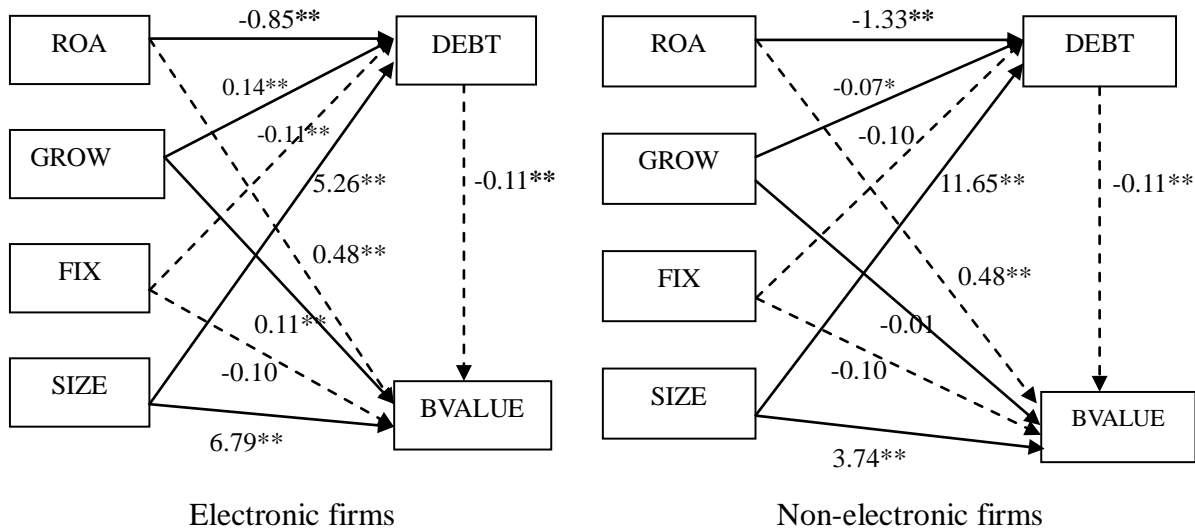 -0.85**
ROA
DEBT
0.14**
-0.11**
GROW
5.26**
-0.11**
FIX
0.48**
0.11**
SIZE
-0.10
BVALUE
6.79**
Electronic firms
-1.33**
ROA
DEBT
-0.07*
-0.10
GROW
11.65**
-0.11**
FIX
0.48**
-0.01
SIZE
-0.10
BVALUE
3.74**
Non-electronic firms